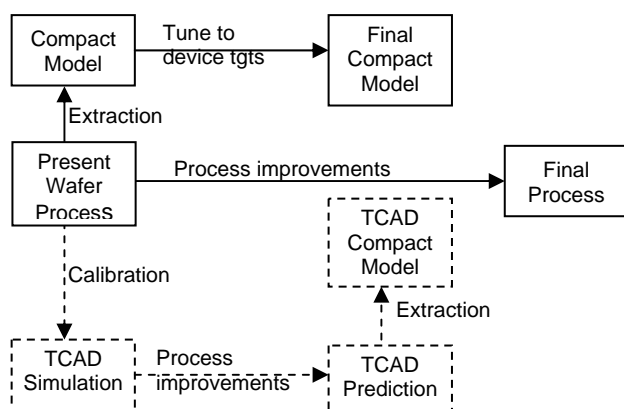 Compact
Model
Tune to
device tgts
Final
Compact
Model
Extraction
Present
Wafer
Process
Process improvements
Final
Process
TCAD
Compact
Model
Calibration
Extraction
TCAD
Simulation
Process
improvements
TCAD
Prediction